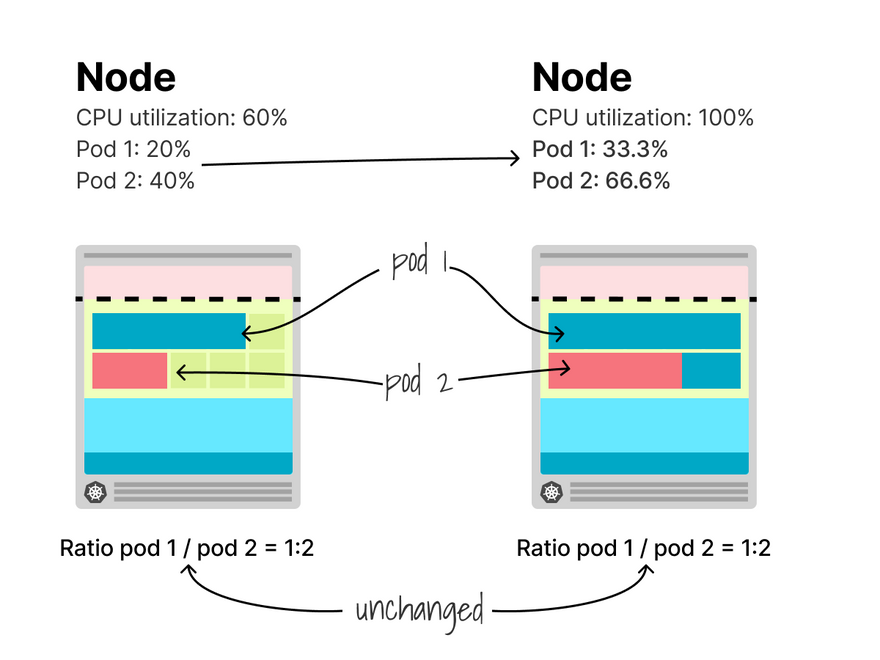 Node
CPU utilization: 60%
Pod 1: 20%
Pod 2: 40%
Node
CPU utilization: 100%
Pod 1: 33.3%
Pod 2: 66.6%
pod 1
pod 2
Ratio pod 1 / pod 2 = 1:2
Ratio pod 1 / pod 2 = 1:2
unchanged